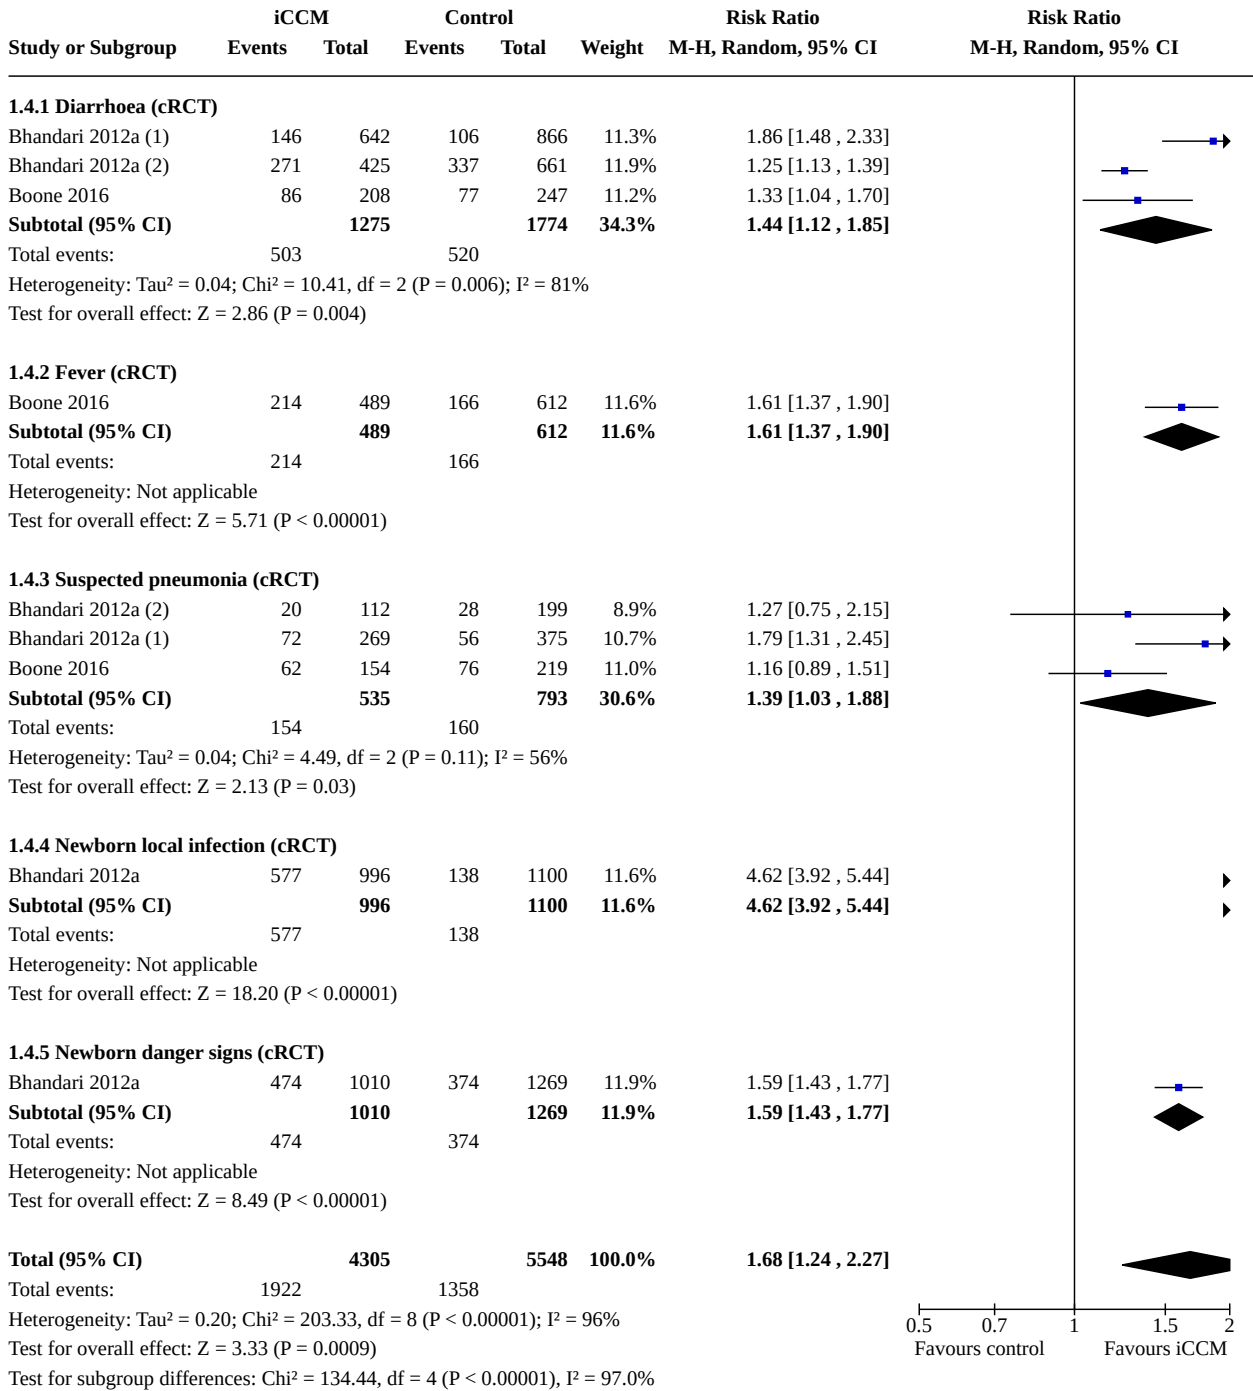 iCCM Control Risk Ratio Risk Ratio
Study or Subgroup Events Total Events Total Weight M-H, Random, 95% CI M-H, Random, 95% CI
1.4.1 Diarrhoea (cRCT)
Bhandari 2012a (1) 146 642 106 866 11.3% 1.86 [1.48 , 2.33]
Bhandari 2012a (2) 271 425 337 661 11.9% 1.25 [1.13 , 1.39]
Boone 2016 86 208 77 247 11.2% 1.33 [1.04 , 1.70]
Subtotal (95% CI) 1275 1774 34.3% 1.44 [1.12 , 1.85]
Total events: 503 520
Heterogeneity: Tau² = 0.04; Chi² = 10.41, df = 2 (P = 0.006); I² = 81%
Test for overall effect: Z = 2.86 (P = 0.004)
1.4.2 Fever (cRCT)
Boone 2016 214 489 166 612 11.6% 1.61 [1.37 , 1.90]
Subtotal (95% CI) 489 612 11.6% 1.61 [1.37 , 1.90]
Total events: 214 166
Heterogeneity: Not applicable
Test for overall effect: Z = 5.71 (P < 0.00001)
1.4.3 Suspected pneumonia (cRCT)
Bhandari 2012a (2) 20 112 28 199 8.9% 1.27 [0.75 , 2.15]
Bhandari 2012a (1) 72 269 56 375 10.7% 1.79 [1.31 , 2.45]
Boone 2016 62 154 76 219 11.0% 1.16 [0.89 , 1.51]
Subtotal (95% CI) 535 793 30.6% 1.39 [1.03 , 1.88]
Total events: 154 160
Heterogeneity: Tau² = 0.04; Chi² = 4.49, df = 2 (P = 0.11); I² = 56%
Test for overall effect: Z = 2.13 (P = 0.03)
1.4.4 Newborn local infection (cRCT)
Bhandari 2012a 577 996 138 1100 11.6% 4.62 [3.92 , 5.44]
Subtotal (95% CI) 996 1100 11.6% 4.62 [3.92 , 5.44]
Total events: 577 138
Heterogeneity: Not applicable
Test for overall effect: Z = 18.20 (P < 0.00001)
1.4.5 Newborn danger signs (cRCT)
Bhandari 2012a 474 1010 374 1269 11.9% 1.59 [1.43 , 1.77]
Subtotal (95% CI) 1010 1269 11.9% 1.59 [1.43 , 1.77]
Total events: 474 374
Heterogeneity: Not applicable
Test for overall effect: Z = 8.49 (P < 0.00001)
Total (95% CI) 4305 5548 100.0% 1.68 [1.24 , 2.27]
Total events: 1922 1358
Heterogeneity: Tau² = 0.20; Chi² = 203.33, df = 8 (P < 0.00001); I² = 96%
0.5 0.7 1 1.5 2
Test for overall effect: Z = 3.33 (P = 0.0009) Favours control Favours iCCM
Test for subgroup differences: Chi² = 134.44, df = 4 (P < 0.00001), I² = 97.0%